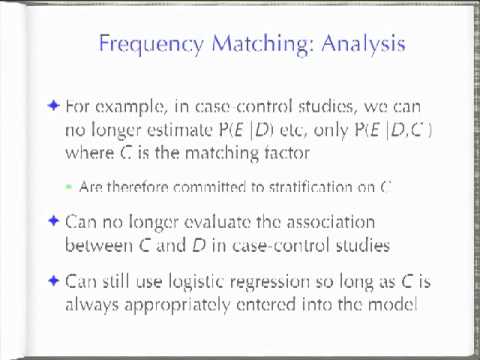 Frequency Matching: Analysis
For example, in case-control studies, we can
no longer estimate P(E |D) etc, only P(E |D,C )
where C is the matching factor
Are therefore committed to stratification on C
Can no longer evaluate the association
between C and D in case-control studies
Can still use logistic regression so long as C is
always appropriately entered into the model